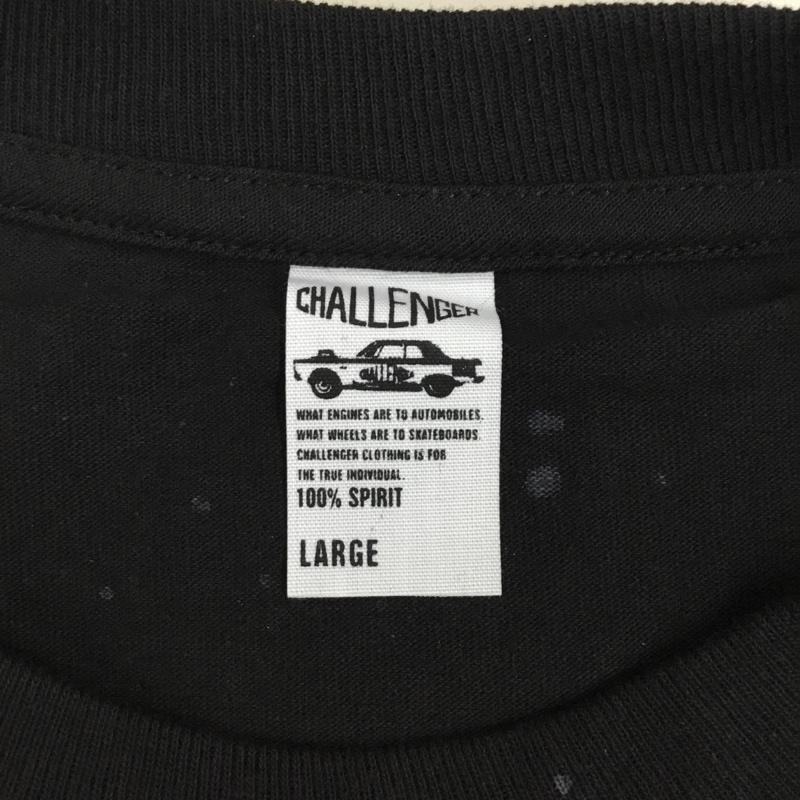 CHALLENGER
WHAT ENGINES ARE TO AUTOMOBILES.
WHAT WHEELS ARE TO SKATEBOARDS.
CHALLENGER CLOTHING IS FOR
THE TRUE INDIVIDUAL.
100% SPIRIT
LARGE